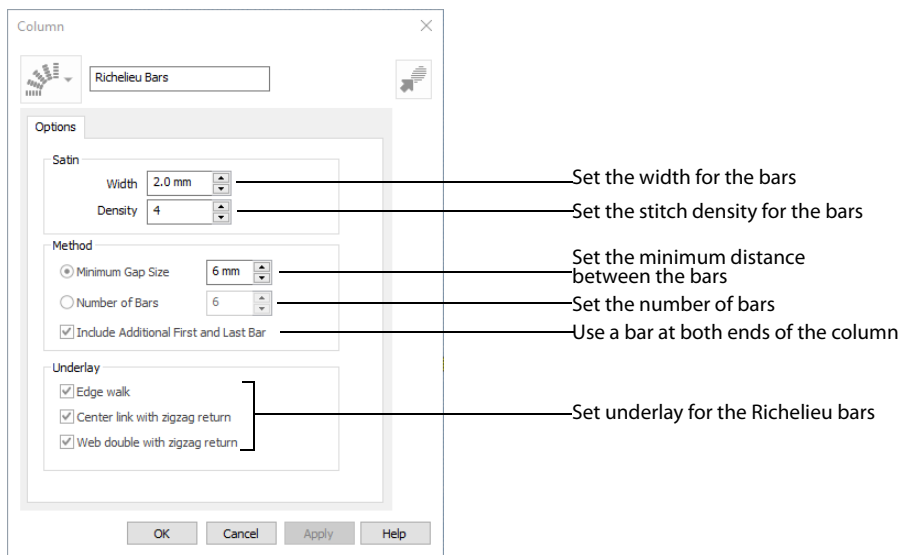 Column
Richelieu Bars
Options
Satin
Width 2.0 mm
Set the width for the bars
Density 4
Set the stitch density for the bars
Method
Minimum Gap Size 6 mm
Set the minimum distance
between the bars
Number of Bars 6
Set the number of bars
Include Additional First and Last Bar
Use a bar at both ends of the column
Underlay
Edge walk
Center link with zigzag return
Set underlay for the Richelieu bars
Web double with zigzag return
OK Cancel Apply Help